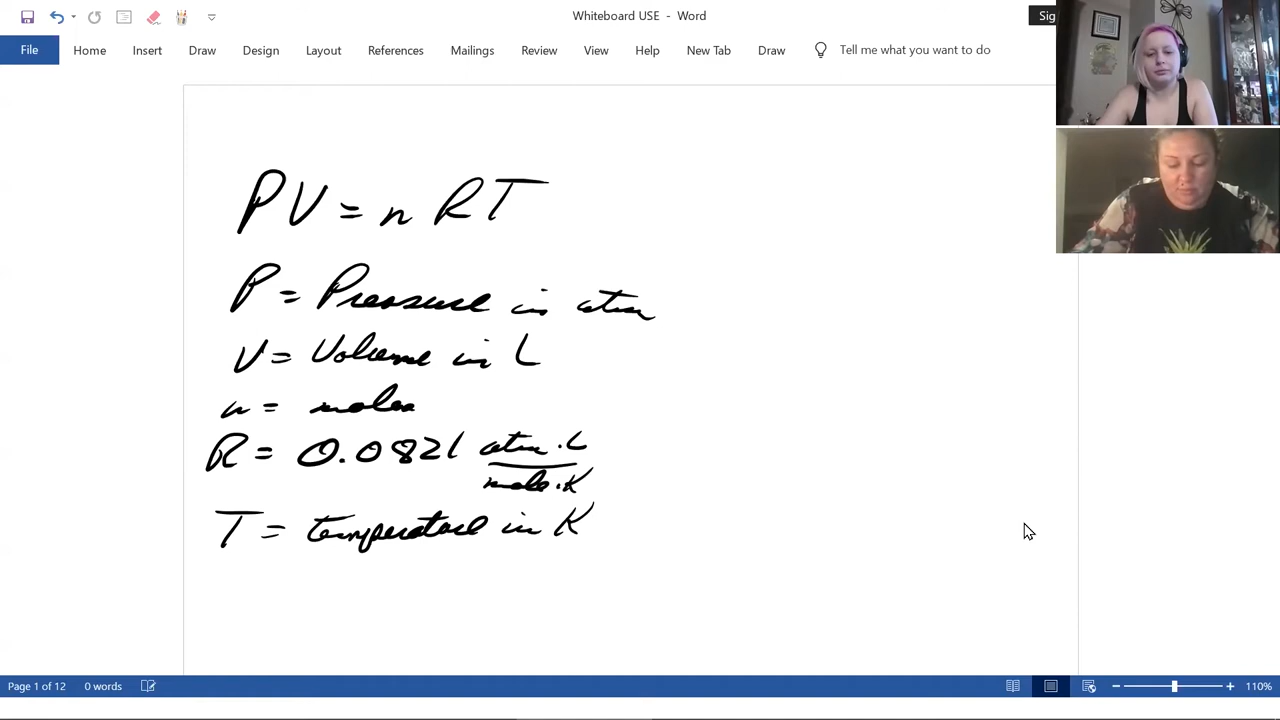 Whiteboard USE - Word
Sig
File Home Insert Draw Design Layout References Mailings Review View Help New Tab Draw Tell me what you want to do
PV = nRT
P = Pressure in atm
V = Volume in L
n = moles
R = 0.0821 atm·L
mole·K
T = temperature in K
Page 1 of 12 0 words 110%